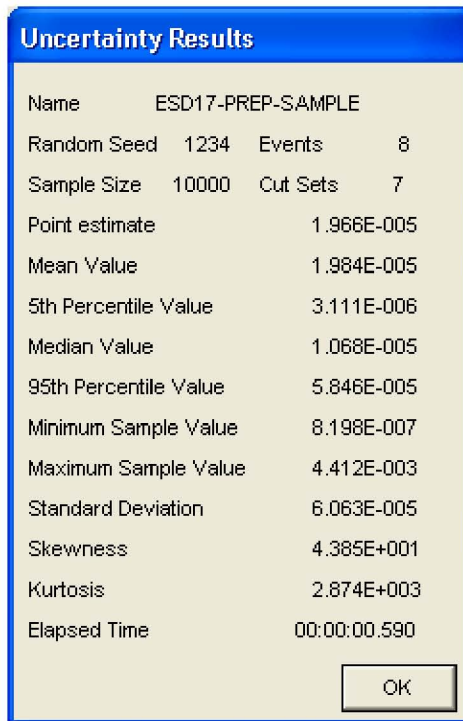 Uncertainty Results
Name ESD17-PREP-SAMPLE
Random Seed 1234 Events 8
Sample Size 10000 Cut Sets 7
Point estimate 1.966E-005
Mean Value 1.984E-005
5th Percentile Value 3.111E-006
Median Value 1.068E-005
95th Percentile Value 5.846E-005
Minimum Sample Value 8.198E-007
Maximum Sample Value 4.412E-003
Standard Deviation 6.063E-005
Skewness 4.385E+001
Kurtosis 2.874E+003
Elapsed Time 00:00:00.590
OK